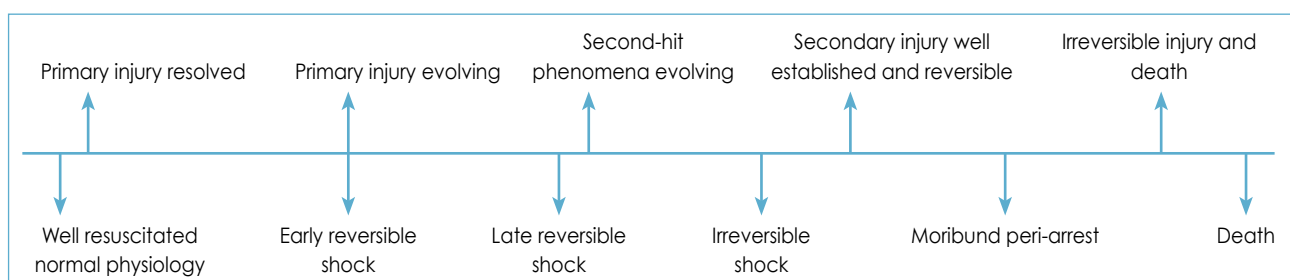 Primary injury resolved
Primary injury evolving
Second-hit
phenomena evolving
Secondary injury well
established and reversible
Irreversible injury and
death
Well resuscitated
normal physiology
Early reversible
shock
Late reversible
shock
Irreversible
shock
Moribund peri-arrest
Death